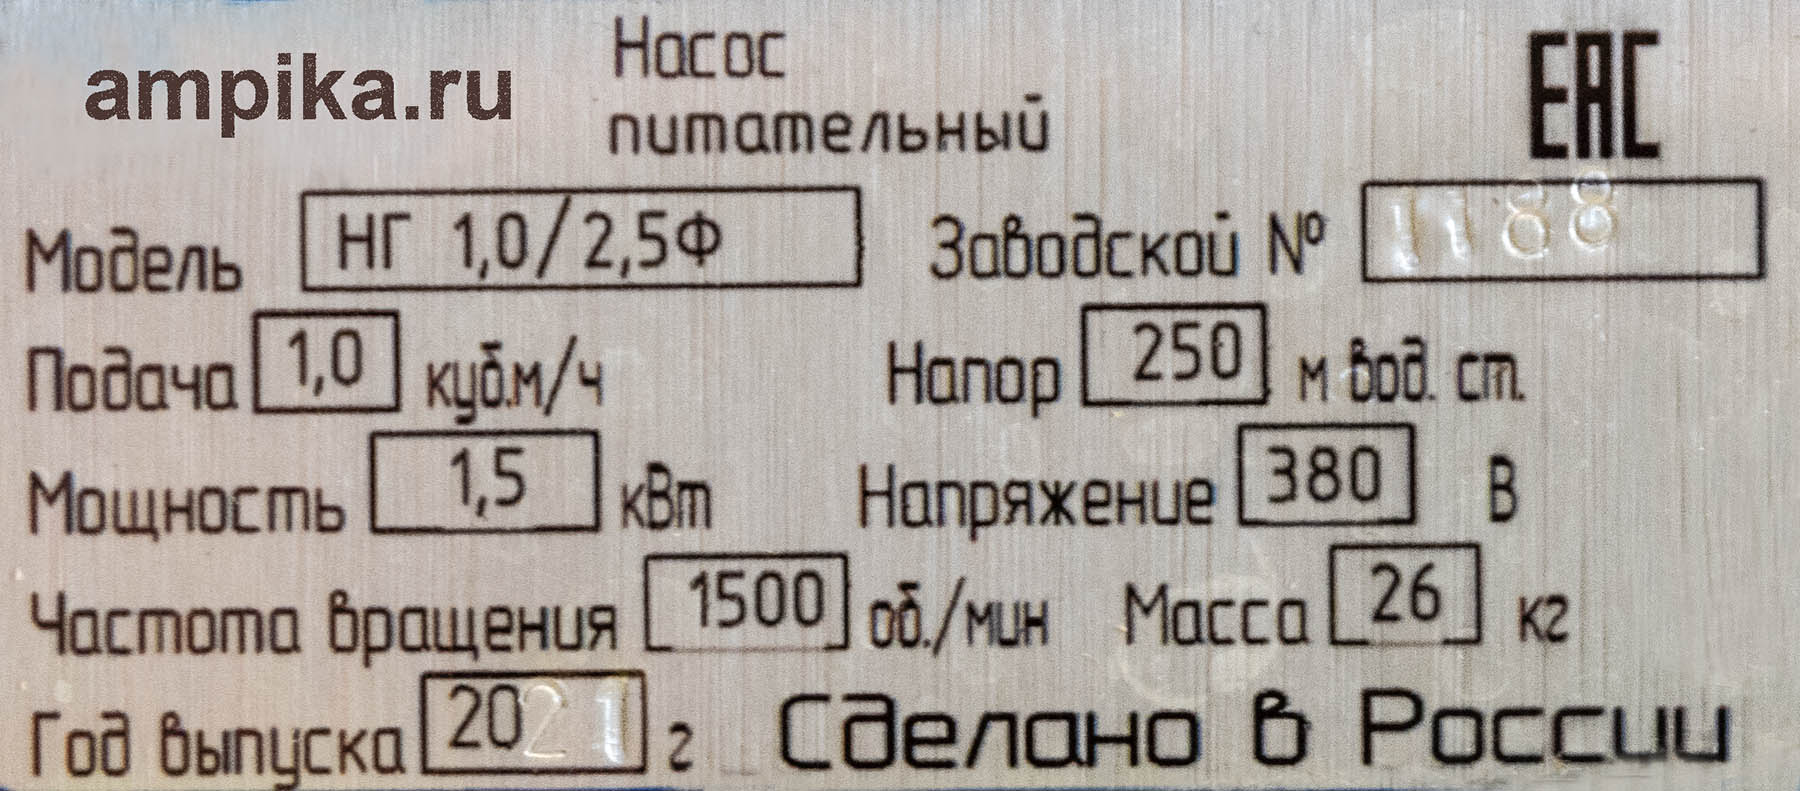 ampika.ru
Насос
питательный
EAC
Модель НГ 1,0/2,5Ф Заводской № 1188
Подача 1,0 куб.м/ч Напор 250 м вод. ст.
Мощность 1,5 кВт Напряжение 380 В
Частота вращения 1500 об./мин Масса 26 кг
Год выпуска 2021 г Сделано в России